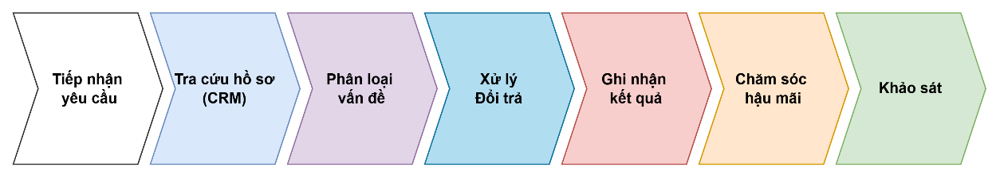 Tiếp nhận
yêu cầu
Tra cứu hồ sơ
(CRM)
Phân loại
vấn đề
Xử lý
Đổi trả
Ghi nhận
kết quả
Chăm sóc
hậu mãi
Khảo sát